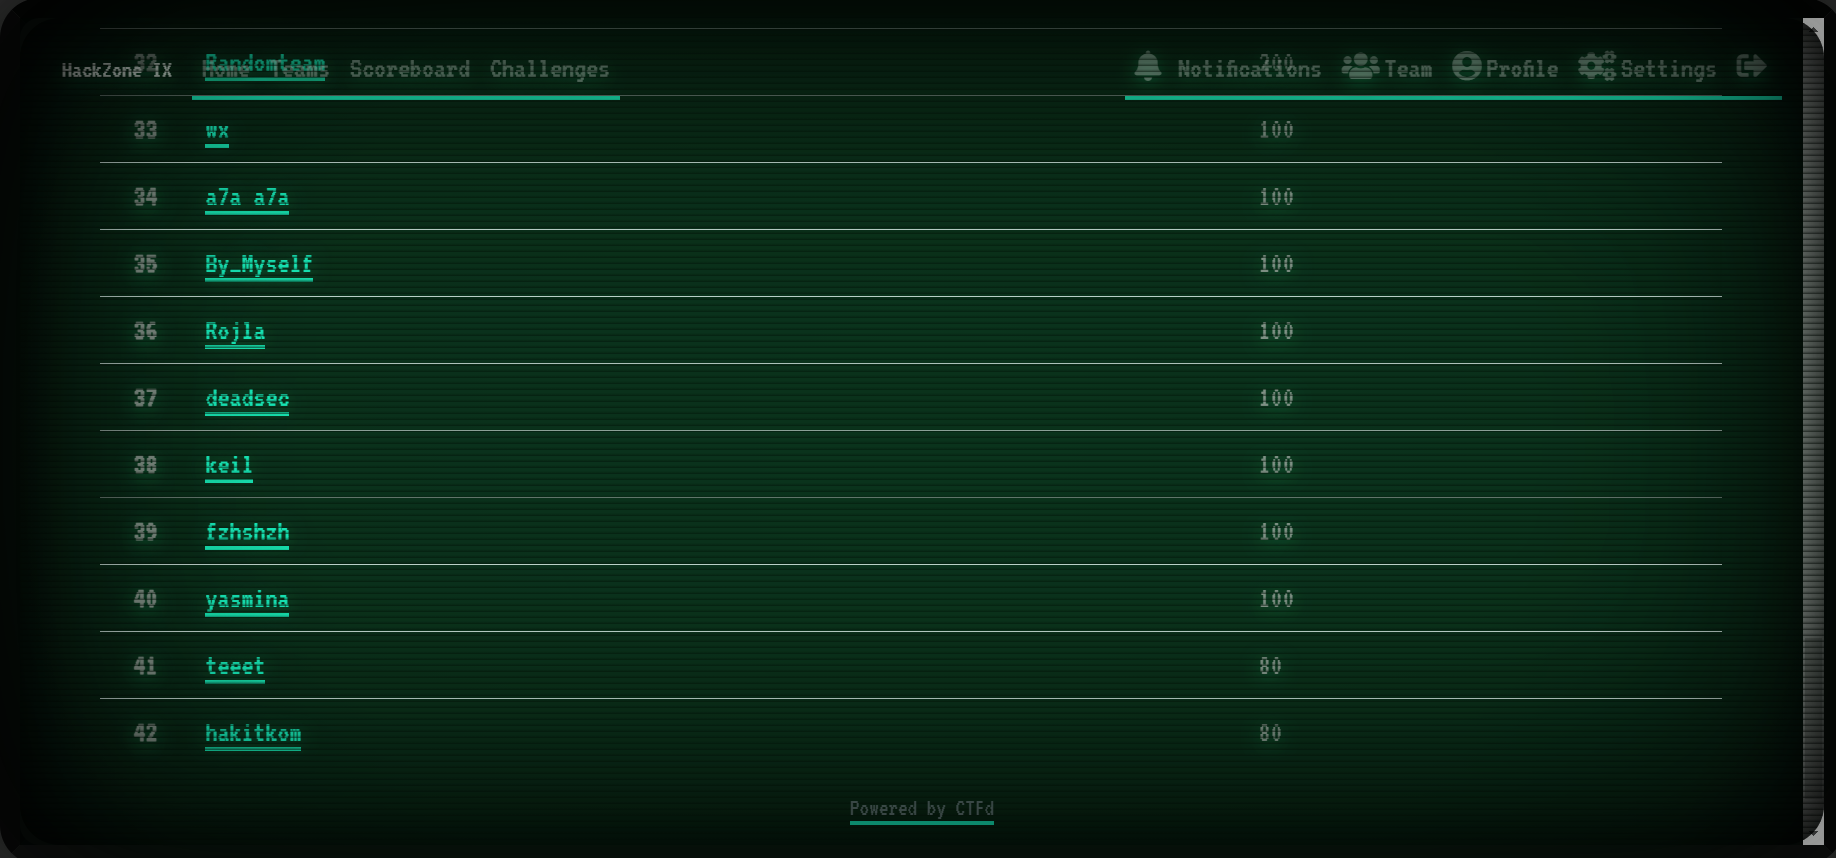 HackZone IX Home Teams Scoreboard Challenges Notifications Team Profile Settings
32 Randomteam 200
33 wx 100
34 a7a a7a 100
35 By_Myself 100
36 Rojla 100
37 deadsec 100
38 keil 100
39 fzhshzh 100
40 yasmina 100
41 teeet 80
42 hakitkom 80
Powered by CTFd